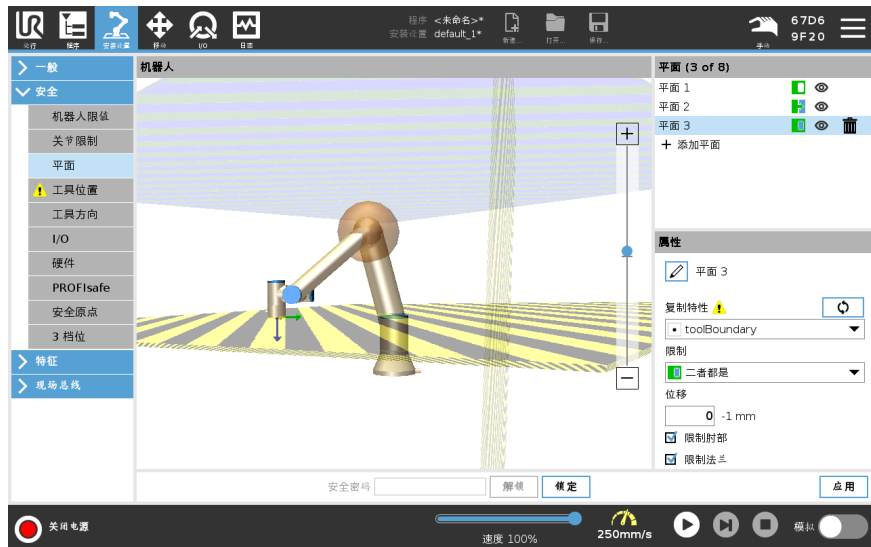 UR
运行
程序
安装设置
移动
I/O
日志
程序 <未命名>*
安装设置 default_1*
新建...
打开...
保存...
手动
67D6
9F20
一般
安全
机器人限值
关节限制
平面
工具位置
工具方向
I/O
硬件
PROFIsafe
安全原点
3 档位
特征
现场总线
机器人
平面 (3 of 8)
平面 1
平面 2
平面 3
添加平面
属性
平面 3
复制特性
toolBoundary
限制
二者都是
位移
0 -1 mm
限制肘部
限制法兰
安全密码
解锁
锁定
应用
关闭电源
速度 100%
250mm/s
模拟